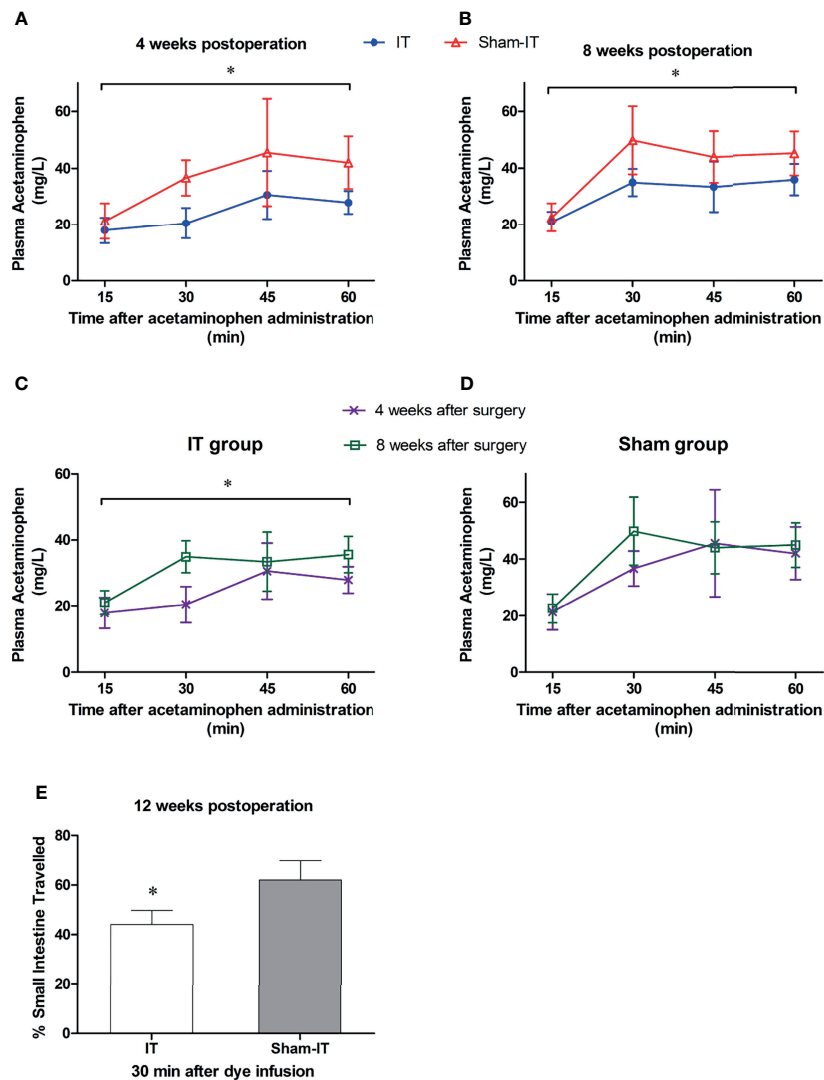 A
4 weeks postoperation
IT
Sham-IT
B
8 weeks postoperation
*
*
Plasma Acetaminophen
(mg/L)
60
40
20
0
15 30 45 60
Time after acetaminophen administration
(min)
Plasma Acetaminophen
(mg/L)
60
40
20
0
15 30 45 60
Time after acetaminophen administration
(min)
C
D
4 weeks after surgery
8 weeks after surgery
IT group
Sham group
*
Plasma Acetaminophen
(mg/L)
60
40
20
0
15 30 45 60
Time after acetaminophen administration
(min)
Plasma Acetaminophen
(mg/L)
60
40
20
0
15 30 45 60
Time after acetaminophen administration
(min)
E
12 weeks postoperation
% Small Intestine Travelled
80
60
40
20
0
*
IT Sham-IT
30 min after dye infusion